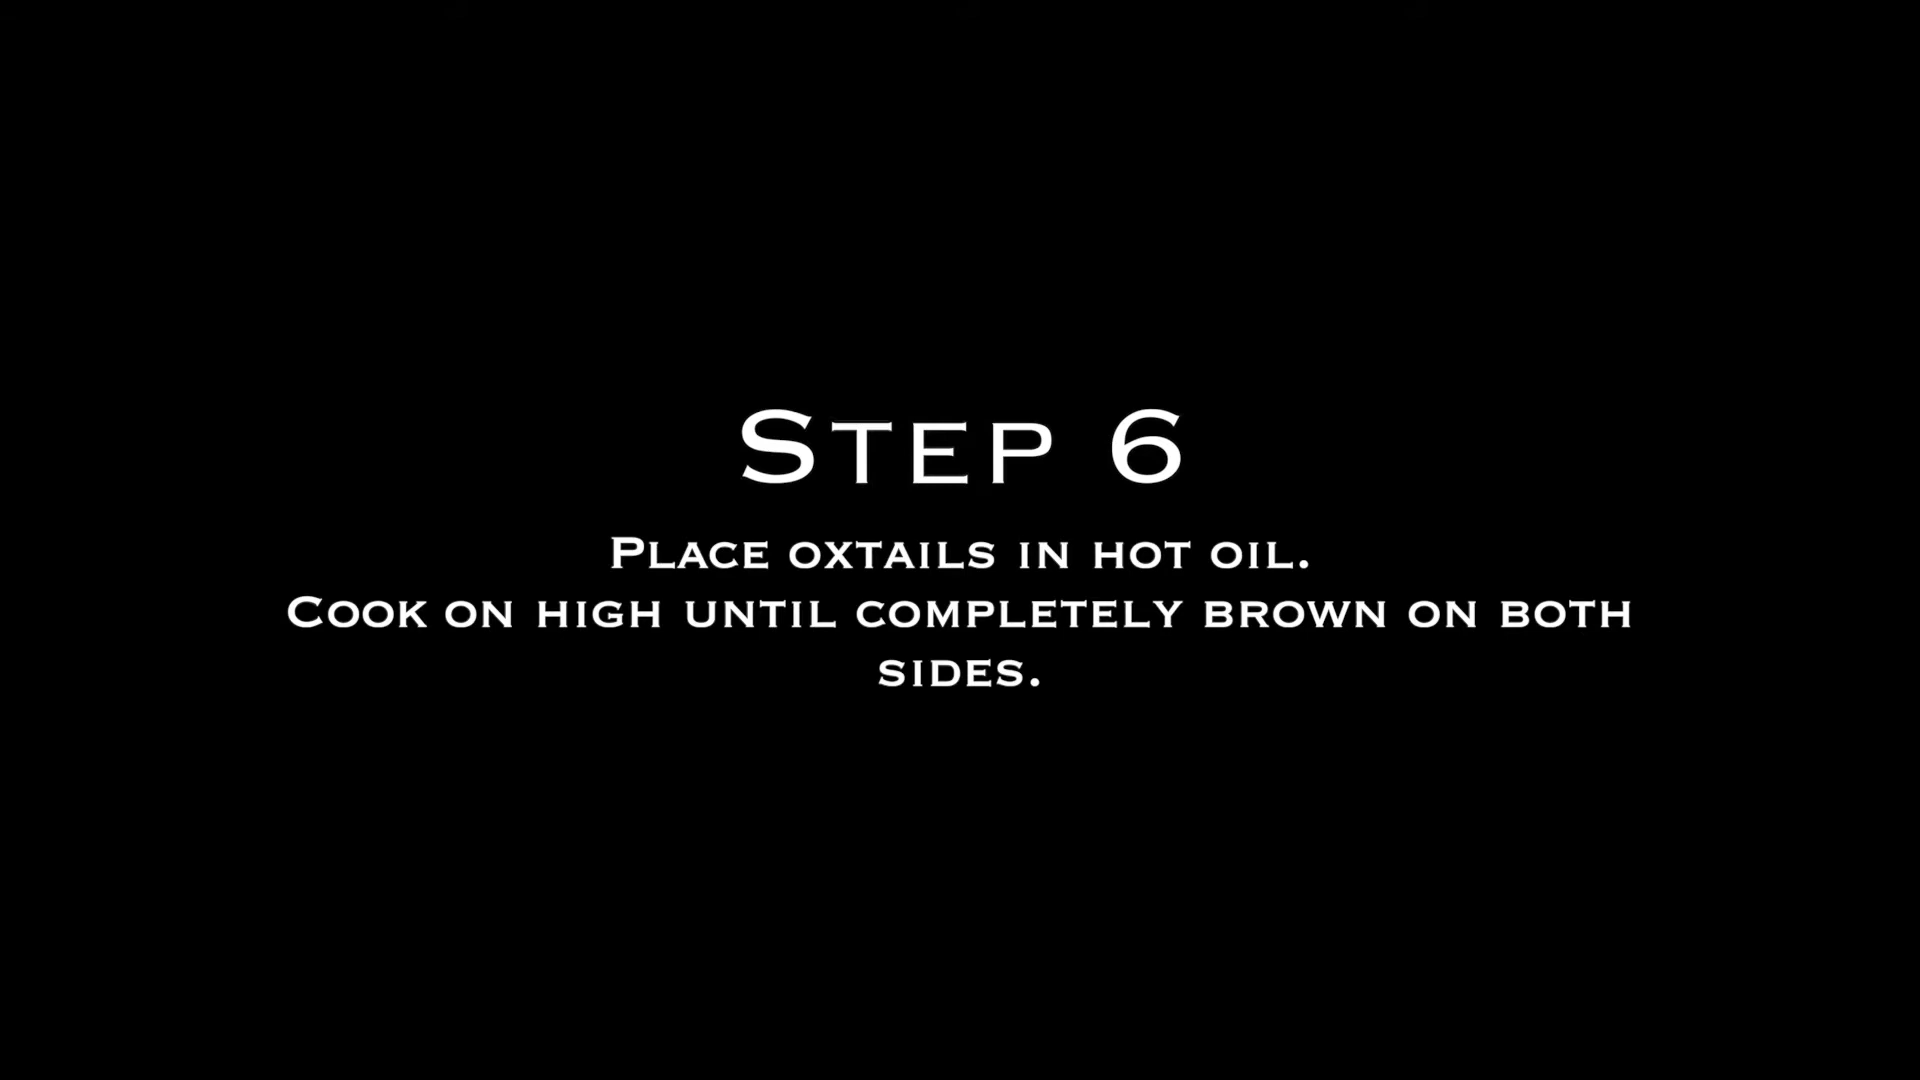 Step 6
Place oxtails in hot oil.
Cook on high until completely brown on both
sides.